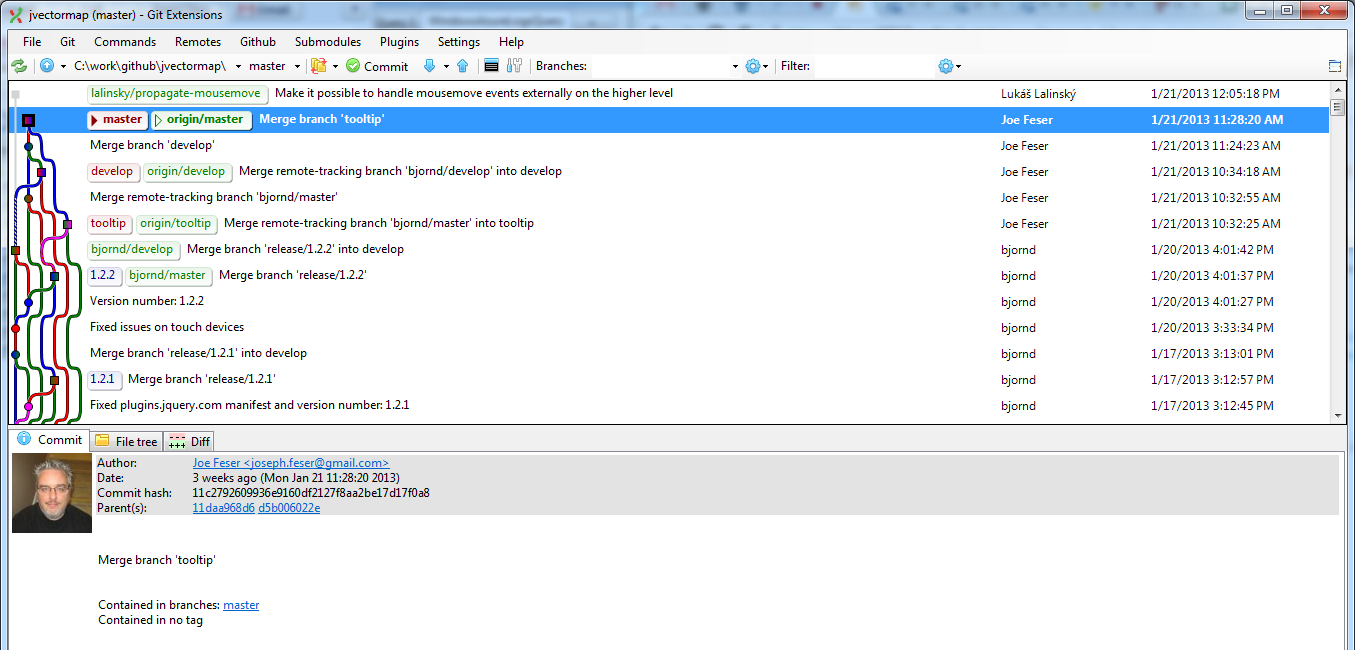 jvectormap (master) - Git Extensions
File Git Commands Remotes Github Submodules Plugins Settings Help
C:\work\github\jvectormap\ master Commit Branches: Filter:
lalinsky/propagate-mousemove Make it possible to handle mousemove events externally on the higher level Lukáš Lalinský 1/21/2013 12:05:18 PM
master origin/master Merge branch 'tooltip' Joe Feser 1/21/2013 11:28:20 AM
Merge branch 'develop' Joe Feser 1/21/2013 11:24:23 AM
develop origin/develop Merge remote-tracking branch 'bjornd/develop' into develop Joe Feser 1/21/2013 10:34:18 AM
Merge remote-tracking branch 'bjornd/master' Joe Feser 1/21/2013 10:32:55 AM
tooltip origin/tooltip Merge remote-tracking branch 'bjornd/master' into tooltip Joe Feser 1/21/2013 10:32:25 AM
bjornd/develop Merge branch 'release/1.2.2' into develop bjornd 1/20/2013 4:01:42 PM
1.2.2 bjornd/master Merge branch 'release/1.2.2' bjornd 1/20/2013 4:01:37 PM
Version number: 1.2.2 bjornd 1/20/2013 4:01:27 PM
Fixed issues on touch devices bjornd 1/20/2013 3:33:34 PM
Merge branch 'release/1.2.1' into develop bjornd 1/17/2013 3:13:01 PM
1.2.1 Merge branch 'release/1.2.1' bjornd 1/17/2013 3:12:57 PM
Fixed plugins.jquery.com manifest and version number: 1.2.1 bjornd 1/17/2013 3:12:45 PM
Commit File tree Diff
Author: Joe Feser <joseph.feser@gmail.com>
Date: 3 weeks ago (Mon Jan 21 11:28:20 2013)
Commit hash: 11c2792609936e9160df2127f8aa2be17d17f0a8
Parent(s): 11daa968d6 d5b006022e
Merge branch 'tooltip'
Contained in branches: master
Contained in no tag